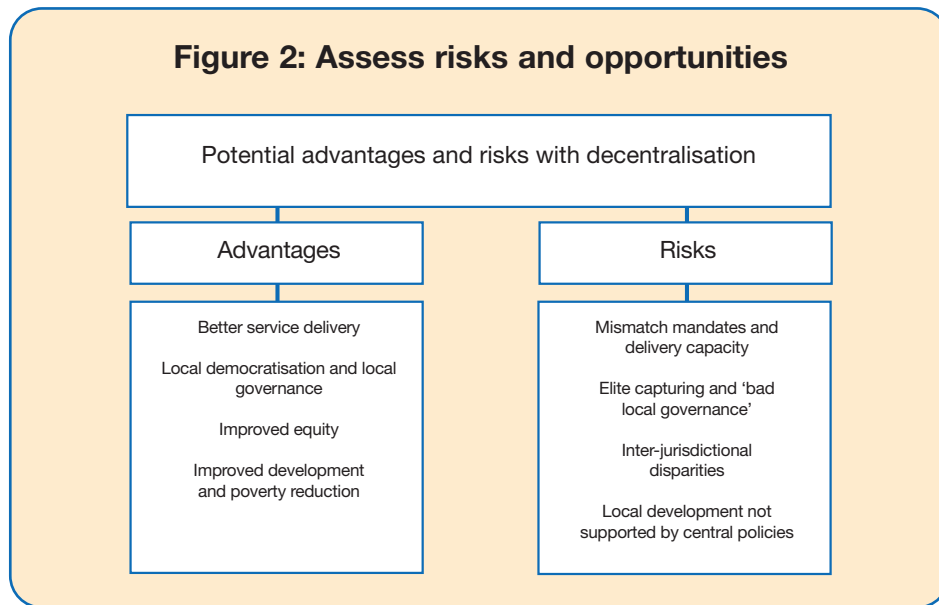 Figure 2: Assess risks and opportunities
Potential advantages and risks with decentralisation
Advantages
Better service delivery
Local democratisation and local
governance
Improved equity
Improved development
and poverty reduction
Risks
Mismatch mandates and
delivery capacity
Elite capturing and ‘bad
local governance’
Inter-jurisdictional
disparities
Local development not
supported by central policies